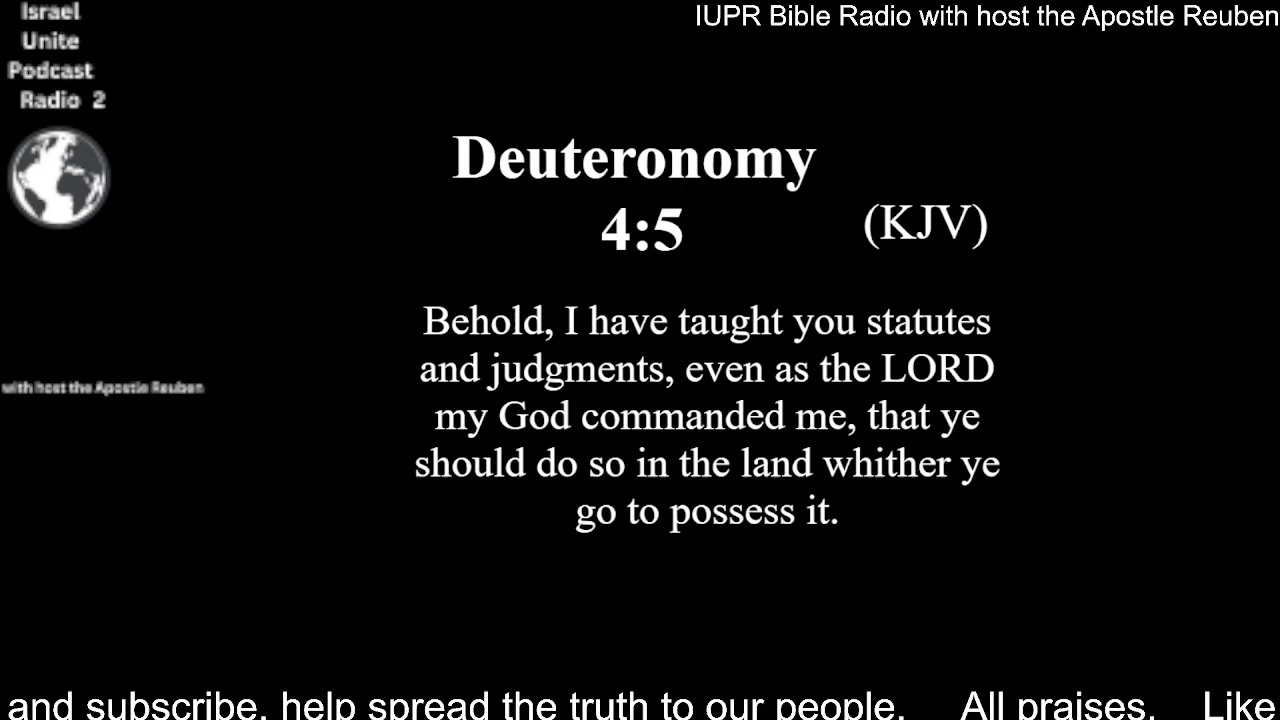 Israel
Unite
Podcast
Radio 2
IUPR Bible Radio with host the Apostle Reuben
Deuteronomy
4:5
(KJV)
Behold, I have taught you statutes
and judgments, even as the LORD
my God commanded me, that ye
should do so in the land whither ye
go to possess it.
with host the Apostle Reuben
and subscribe, help spread the truth to our people. All praises. Like